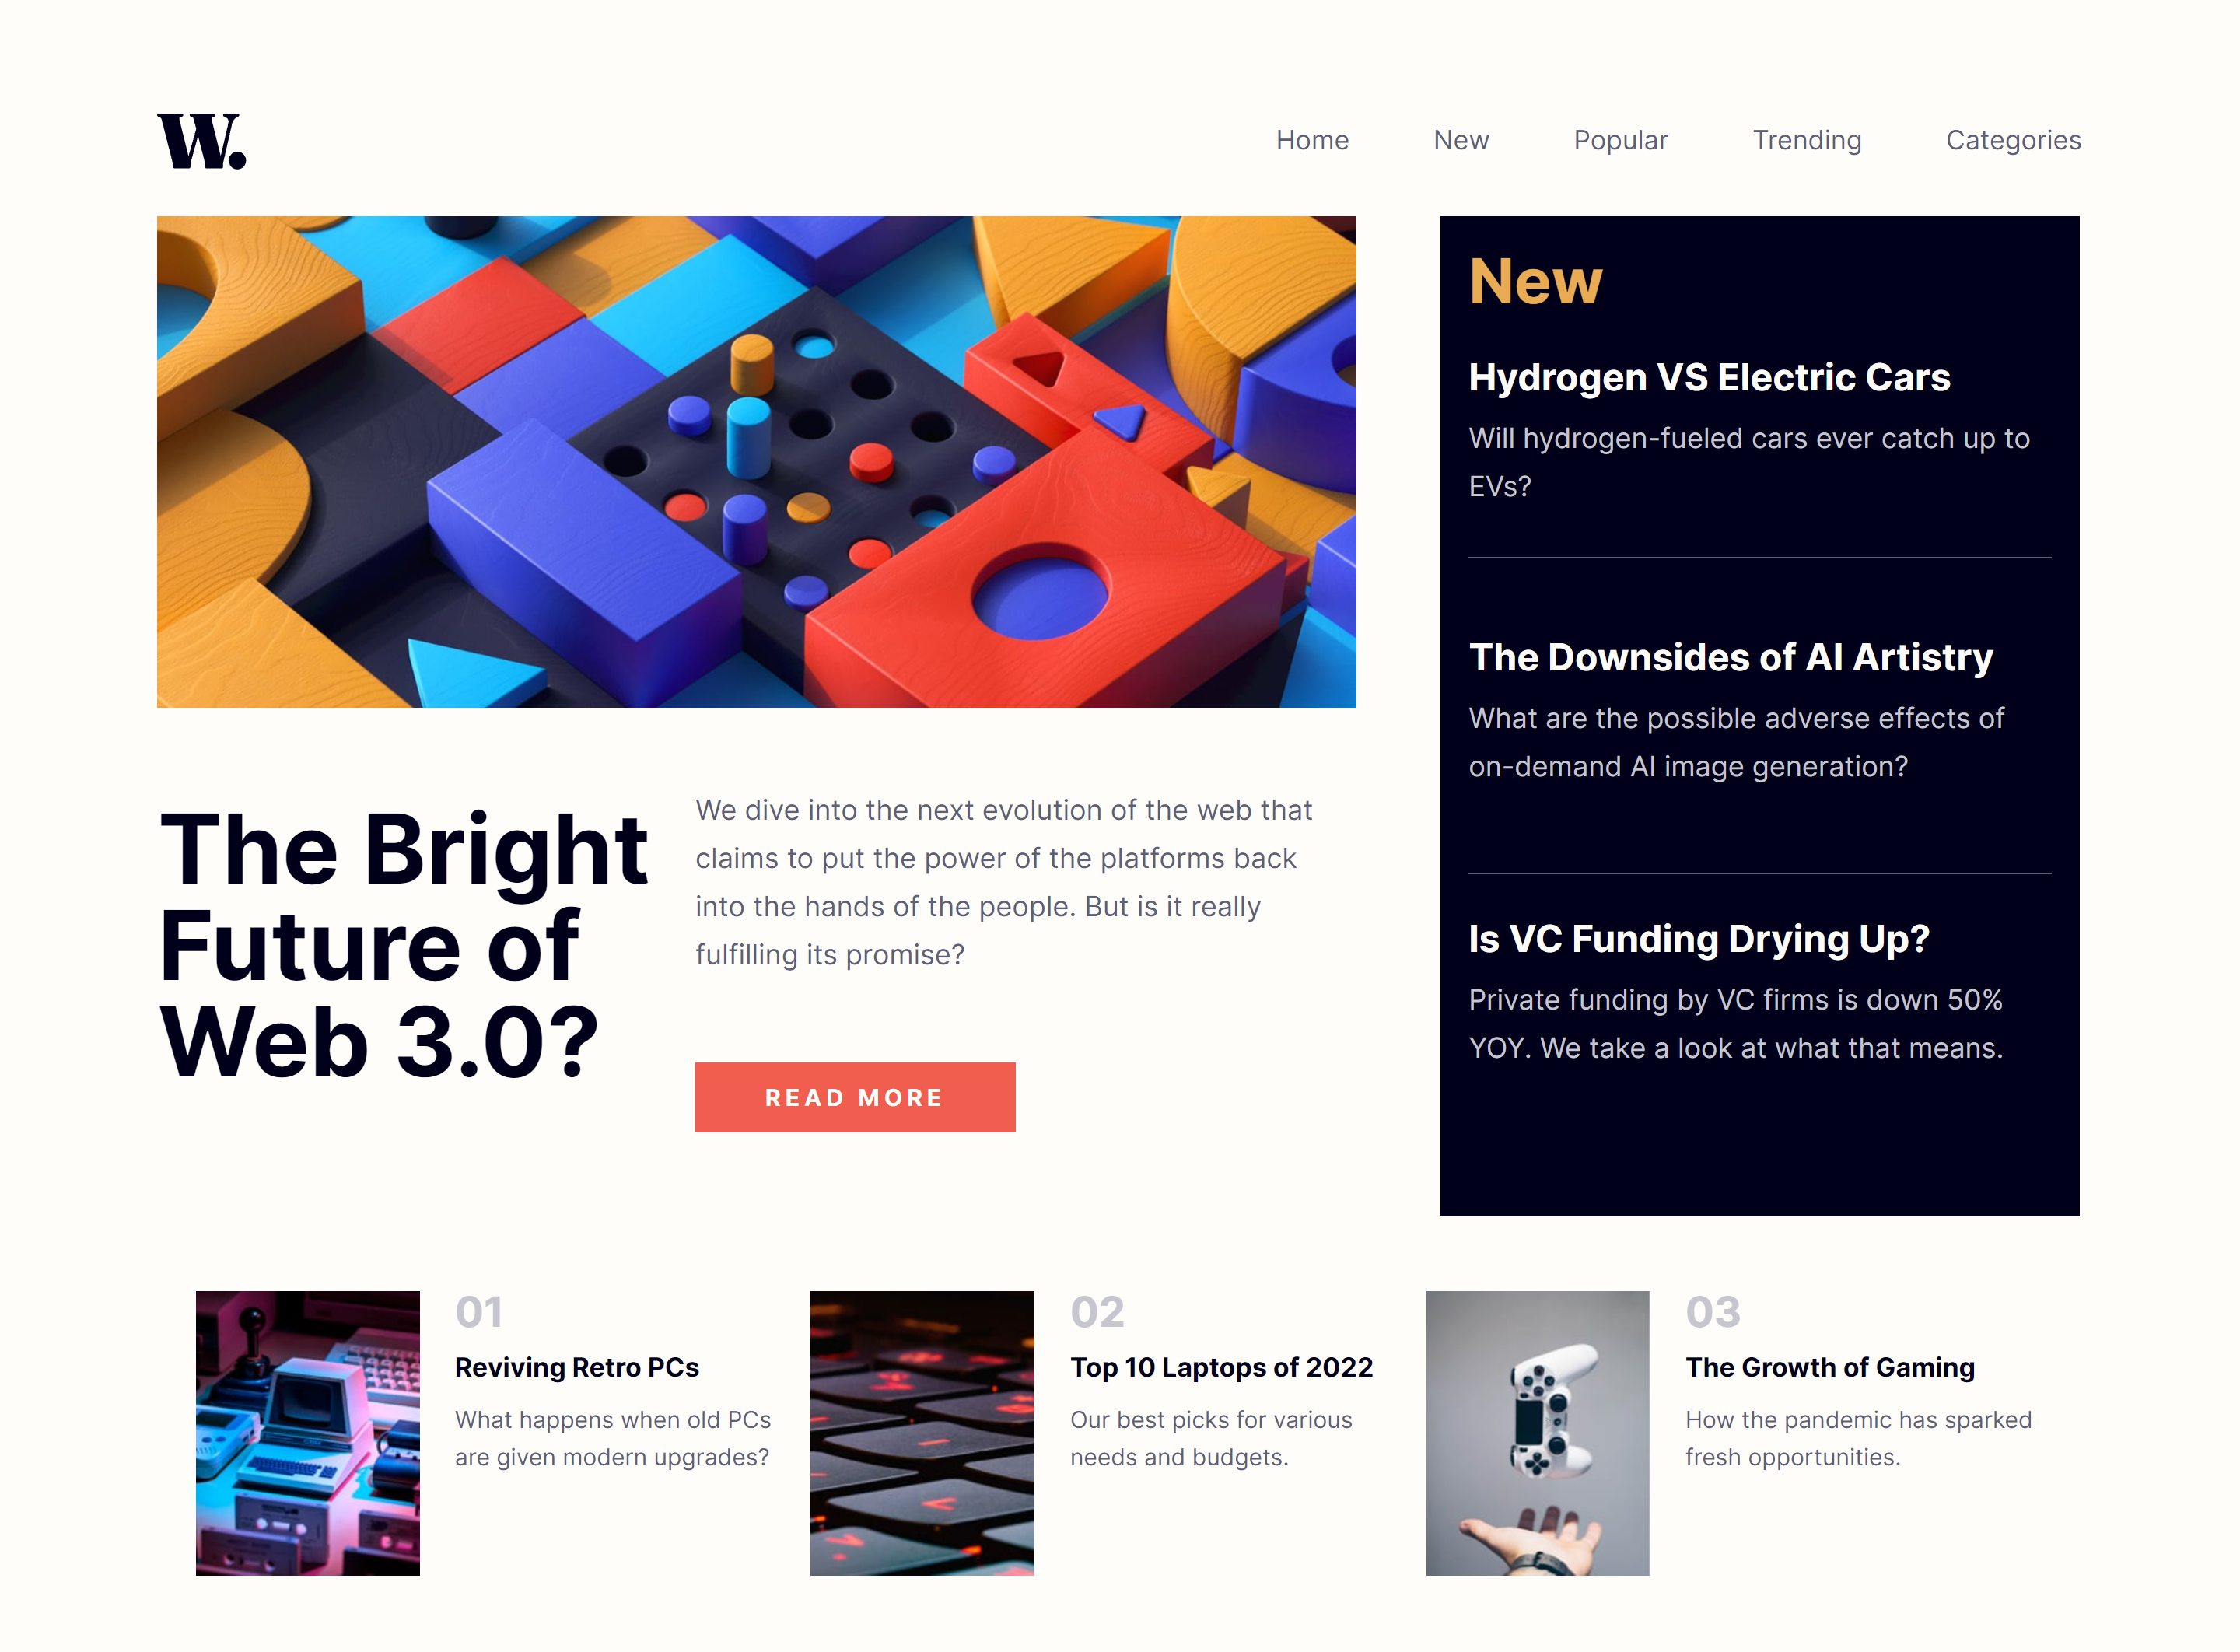 W.
Home
New
Popular
Trending
Categories
The Bright
Future of
Web 3.0?
We dive into the next evolution of the web that
claims to put the power of the platforms back
into the hands of the people. But is it really
fulfilling its promise?
READ MORE
New
Hydrogen VS Electric Cars
Will hydrogen-fueled cars ever catch up to
EVs?
The Downsides of AI Artistry
What are the possible adverse effects of
on-demand AI image generation?
Is VC Funding Drying Up?
Private funding by VC firms is down 50%
YOY. We take a look at what that means.
01
Reviving Retro PCs
What happens when old PCs
are given modern upgrades?
02
Top 10 Laptops of 2022
Our best picks for various
needs and budgets.
03
The Growth of Gaming
How the pandemic has sparked
fresh opportunities.